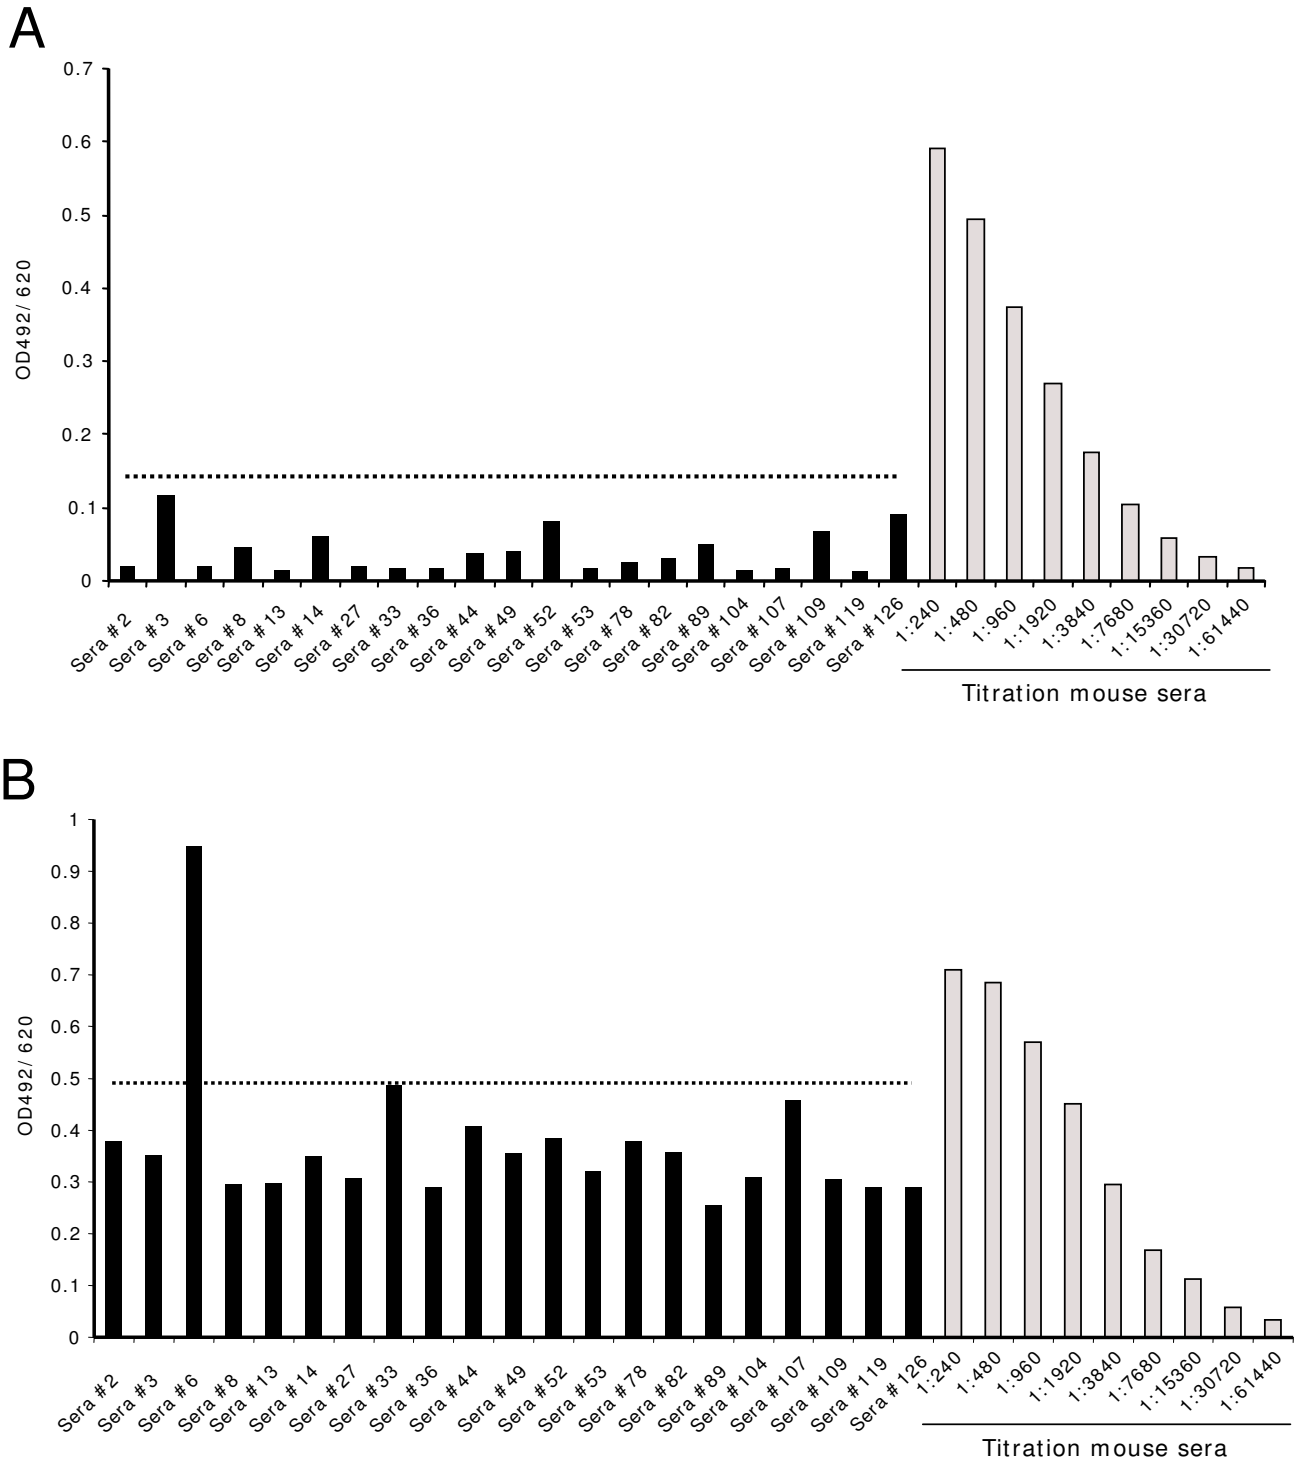 A
0.7
0.6
0.5
0.4
0.3
0.2
0.1
0
OD492/620
Sera #2
Sera #3
Sera #6
Sera #8
Sera #13
Sera #14
Sera #27
Sera #33
Sera #36
Sera #44
Sera #49
Sera #52
Sera #53
Sera #78
Sera #82
Sera #89
Sera #104
Sera #107
Sera #109
Sera #119
Sera #126
1:240
1:480
1:960
1:1920
1:3840
1:7680
1:15360
1:30720
1:61440
Titration mouse sera
B
1
0.9
0.8
0.7
0.6
0.5
0.4
0.3
0.2
0.1
0
OD492/620
Sera #2
Sera #3
Sera #6
Sera #8
Sera #13
Sera #14
Sera #27
Sera #33
Sera #36
Sera #44
Sera #49
Sera #52
Sera #53
Sera #78
Sera #82
Sera #89
Sera #104
Sera #107
Sera #109
Sera #119
Sera #126
1:240
1:480
1:960
1:1920
1:3840
1:7680
1:15360
1:30720
1:61440
Titration mouse sera